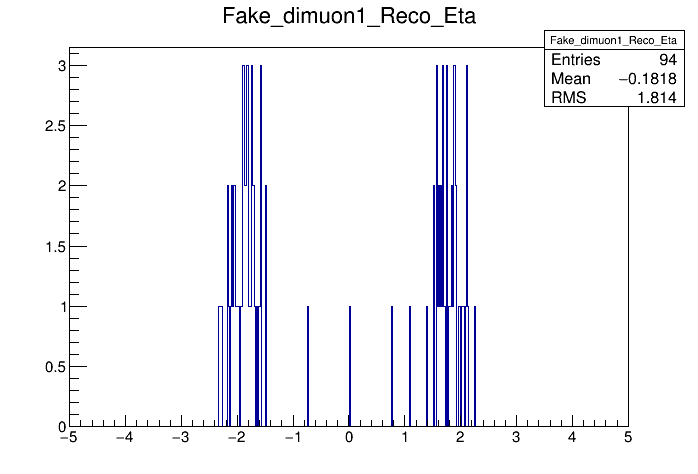 Fake_dimuon1_Reco_Eta
Fake_dimuon1_Reco_Eta
Entries 94
Mean −0.1818
RMS 1.814
3
2.5
2
1.5
1
0.5
0
−5 −4 −3 −2 −1 0 1 2 3 4 5